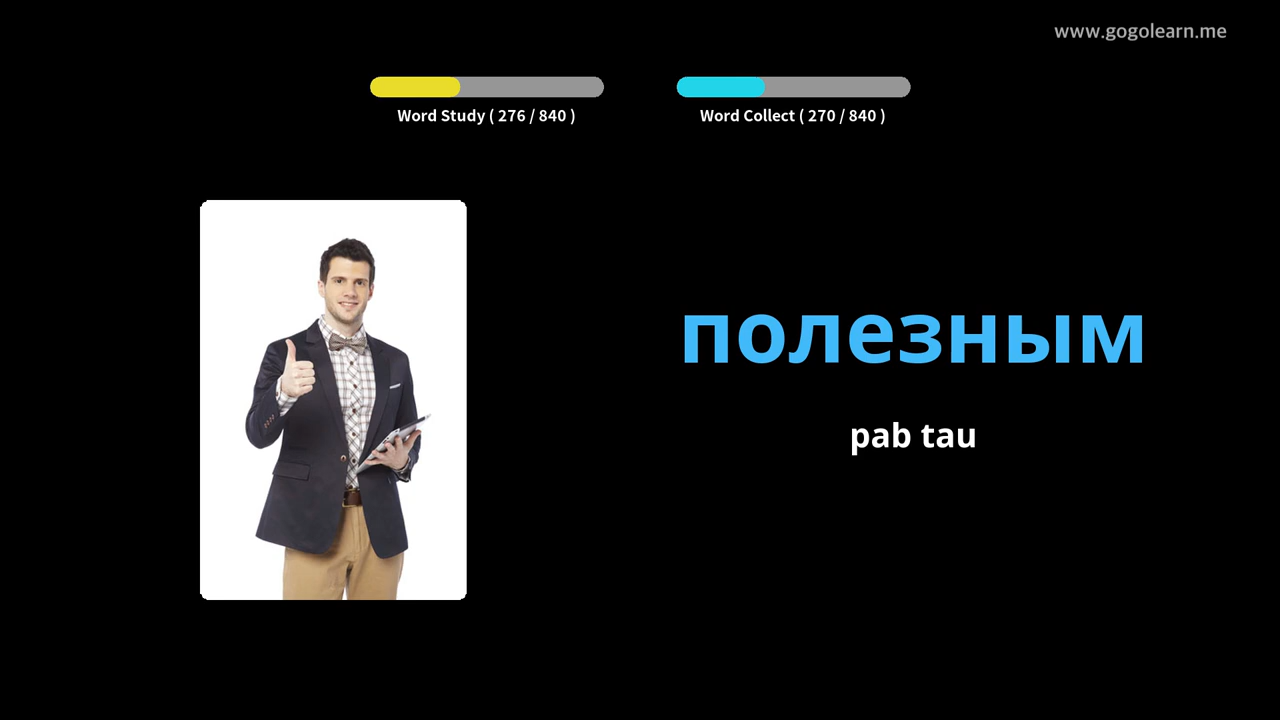 www.gogolearn.me
Word Study ( 276 / 840 )
Word Collect ( 270 / 840 )
полезным
pab tau